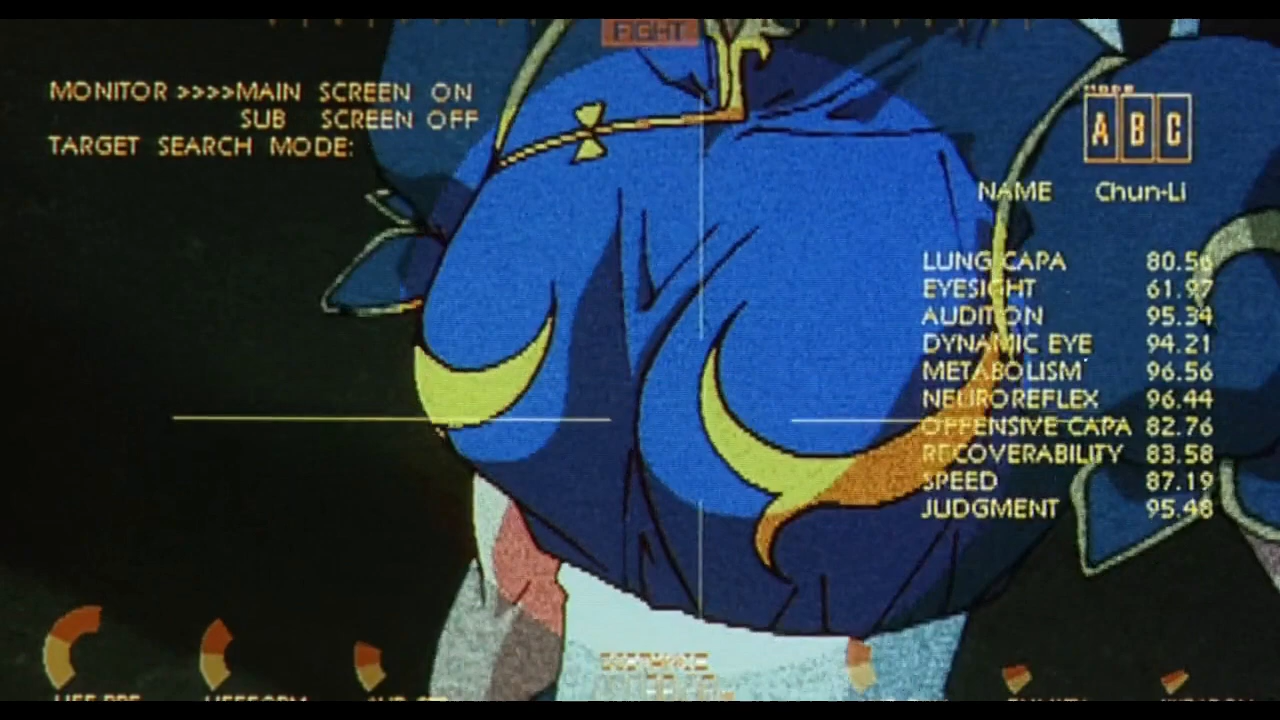 FIGHT
MONITOR >>>>MAIN SCREEN ON
SUB SCREEN OFF
TARGET SEARCH MODE:
MODE
A B C
NAME Chun-Li
LUNG CAPA 80.56
EYESIGHT 61.97
AUDITION 95.34
DYNAMIC EYE 94.21
METABOLISM 96.56
NEUROREFLEX 96.44
OFFENSIVE CAPA 82.76
RECOVERABILITY 83.58
SPEED 87.19
JUDGMENT 95.48